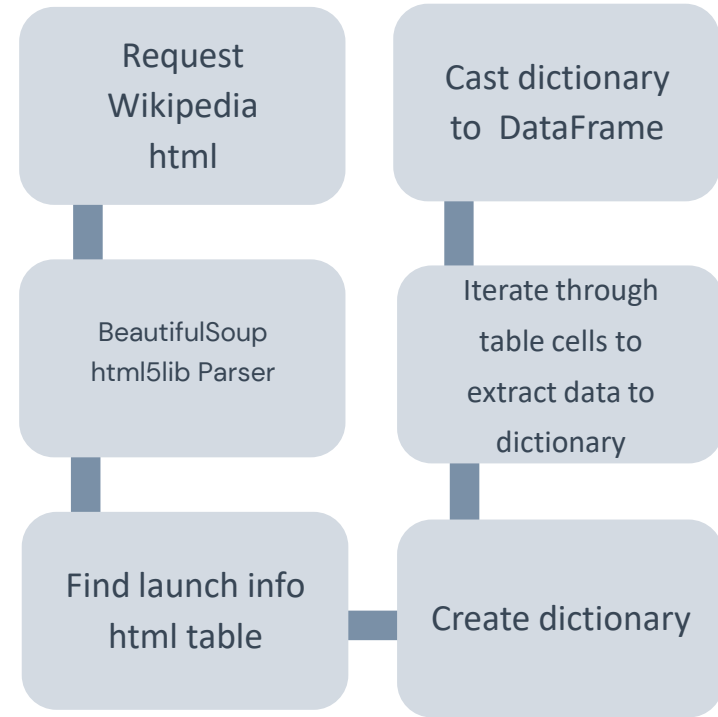 Request
Wikipedia
html
BeautifulSoup
html5lib Parser
Find launch info
html table
Create dictionary
Iterate through
table cells to
extract data to
dictionary
Cast dictionary
to DataFrame